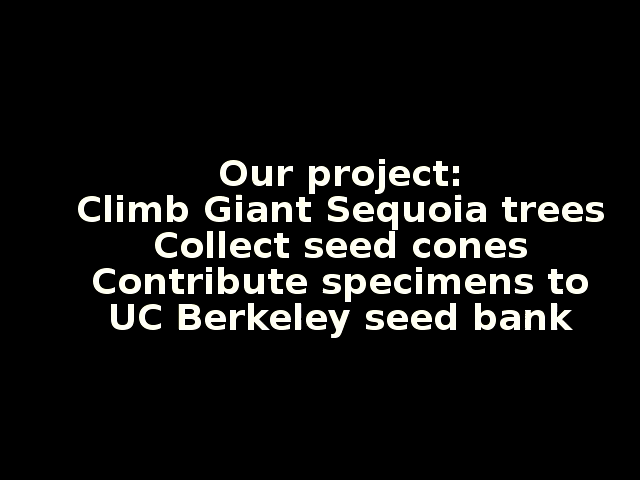 Our project:
Climb Giant Sequoia trees
Collect seed cones
Contribute specimens to
UC Berkeley seed bank